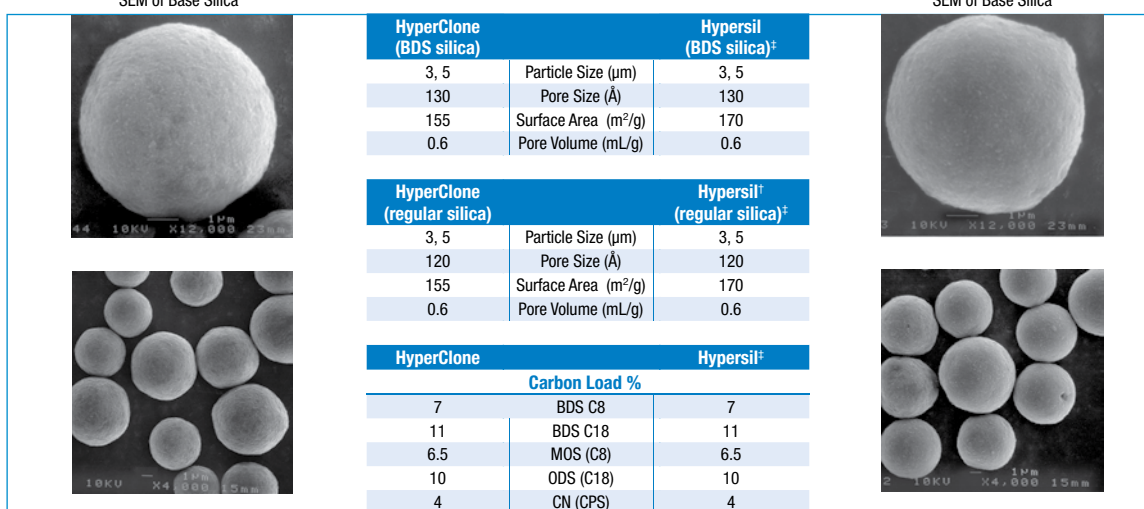 SEM of Base Silica
SEM of Base Silica
44 10KV X12,000 1µm 23mm
10KV X4,000 1µm 15mm
HyperClone (BDS silica) Hypersil (BDS silica)‡
3, 5 Particle Size (µm) 3, 5
130 Pore Size (Å) 130
155 Surface Area (m²/g) 170
0.6 Pore Volume (mL/g) 0.6
HyperClone (regular silica) Hypersil† (regular silica)‡
3, 5 Particle Size (µm) 3, 5
120 Pore Size (Å) 120
155 Surface Area (m²/g) 170
0.6 Pore Volume (mL/g) 0.6
HyperClone Hypersil‡
Carbon Load %
7 BDS C8 7
11 BDS C18 11
6.5 MOS (C8) 6.5
10 ODS (C18) 10
4 CN (CPS) 4
3 10KV X12,000 1µm 23mm
2 10KV X4,000 1µm 15mm